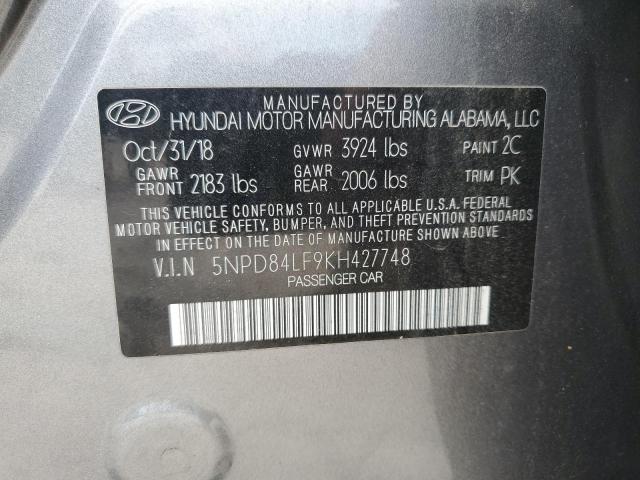 MANUFACTURED BY
HYUNDAI MOTOR MANUFACTURING ALABAMA, LLC
Oct/31/18 GVWR 3924 lbs PAINT 2C
GAWR FRONT 2183 lbs GAWR REAR 2006 lbs TRIM PK
THIS VEHICLE CONFORMS TO ALL APPLICABLE U.S.A. FEDERAL
MOTOR VEHICLE SAFETY, BUMPER, AND THEFT PREVENTION STANDARDS
IN EFFECT ON THE DATE OF MANUFACTURE SHOWN ABOVE.
V.I.N 5NPD84LF9KH427748
PASSENGER CAR